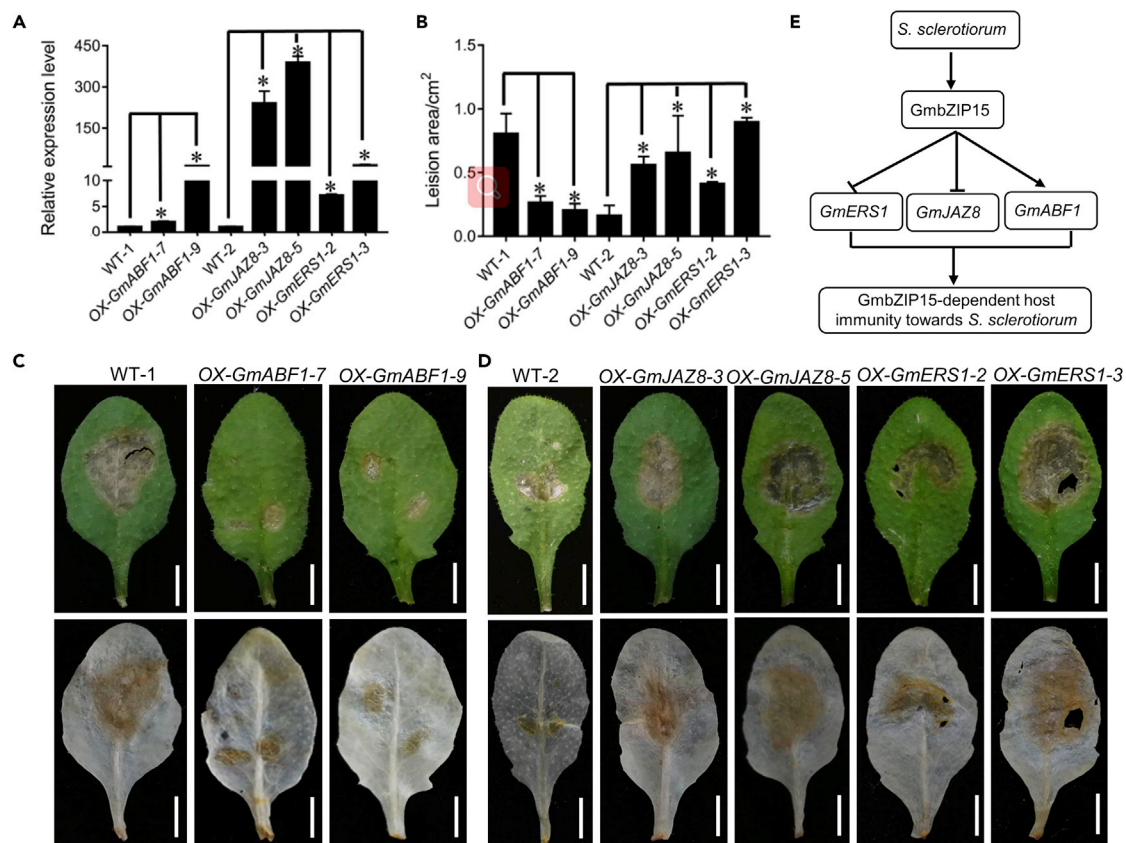 A
Relative expression level
450
300
150
10
5
0
*
*
*
*
*
*
WT-1
OX-GmABF1-7
OX-GmABF1-9
WT-2
OX-GmJAZ8-3
OX-GmJAZ8-5
OX-GmERS1-2
OX-GmERS1-3
B
Leision area/cm2
1.5
1.0
0.5
0.0
*
*
*
*
*
*
WT-1
OX-GmABF1-7
OX-GmABF1-9
WT-2
OX-GmJAZ8-3
OX-GmJAZ8-5
OX-GmERS1-2
OX-GmERS1-3
E
S. sclerotiorum
GmbZIP15
GmERS1
GmJAZ8
GmABF1
GmbZIP15-dependent host
immunity towards S. sclerotiorum
C
WT-1
OX-GmABF1-7
OX-GmABF1-9
D
WT-2
OX-GmJAZ8-3
OX-GmJAZ8-5
OX-GmERS1-2
OX-GmERS1-3